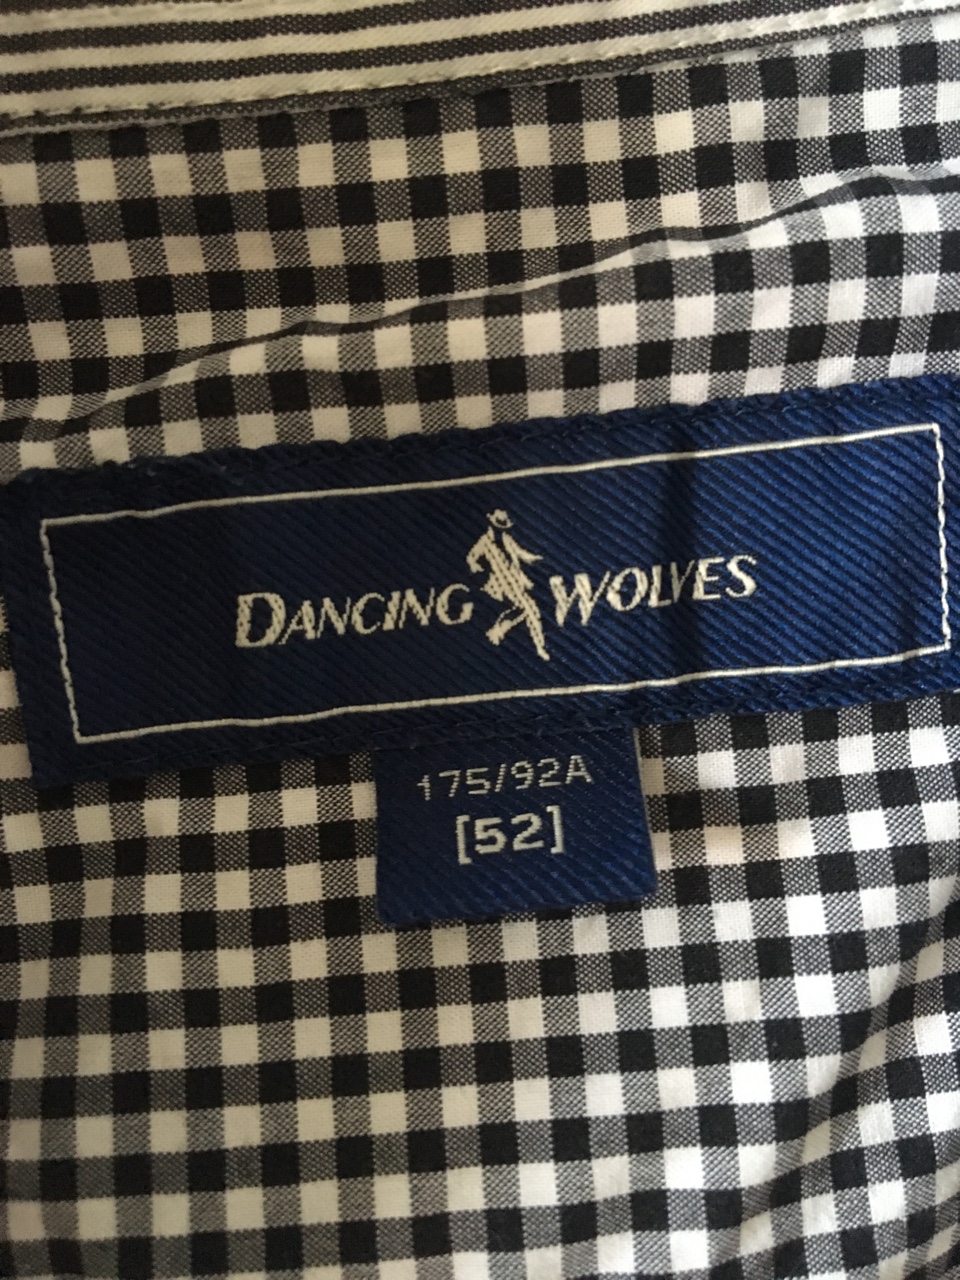 DANCING WOLVES
175/92A
[52]